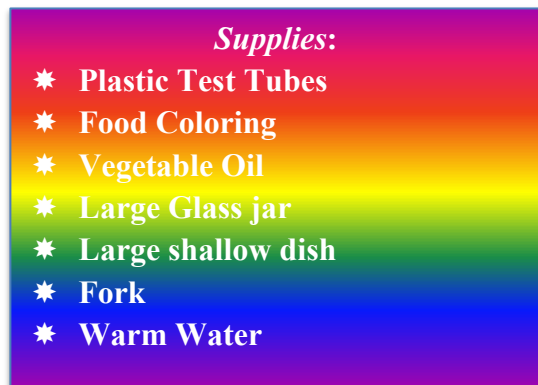 Supplies:
✷ Plastic Test Tubes
✷ Food Coloring
✷ Vegetable Oil
✷ Large Glass jar
✷ Large shallow dish
✷ Fork
✷ Warm Water